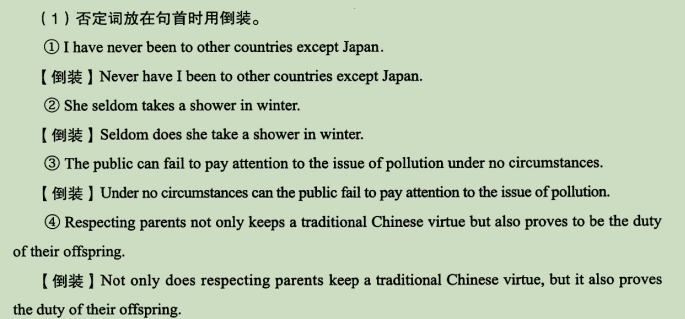 （1）否定词放在句首时用倒装。
① I have never been to other countries except Japan.
【倒装】Never have I been to other countries except Japan.
② She seldom takes a shower in winter.
【倒装】Seldom does she take a shower in winter.
③ The public can fail to pay attention to the issue of pollution under no circumstances.
【倒装】Under no circumstances can the public fail to pay attention to the issue of pollution.
④ Respecting parents not only keeps a traditional Chinese virtue but also proves to be the duty
of their offspring.
【倒装】Not only does respecting parents keep a traditional Chinese virtue, but it also proves
the duty of their offspring.